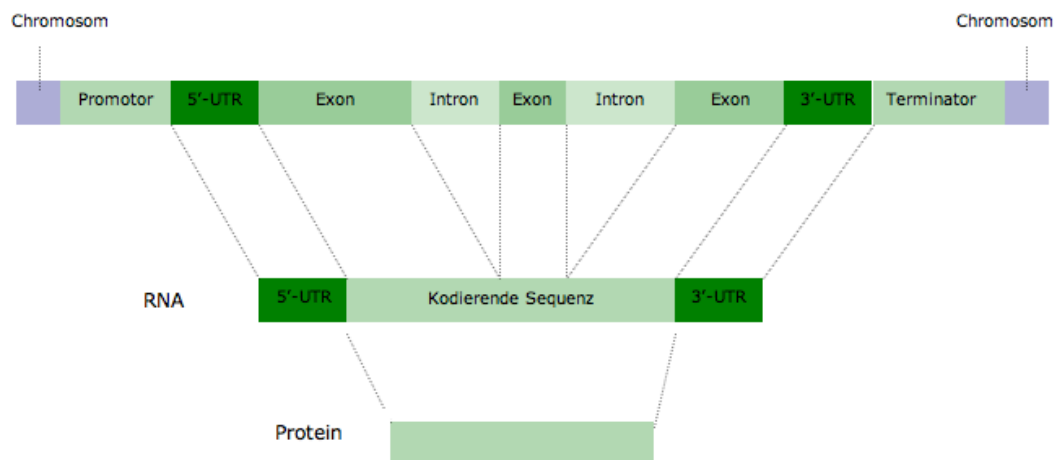 Chromosom Chromosom
Promotor 5'-UTR Exon Intron Exon Intron Exon 3'-UTR Terminator
RNA 5'-UTR Kodierende Sequenz 3'-UTR
Protein